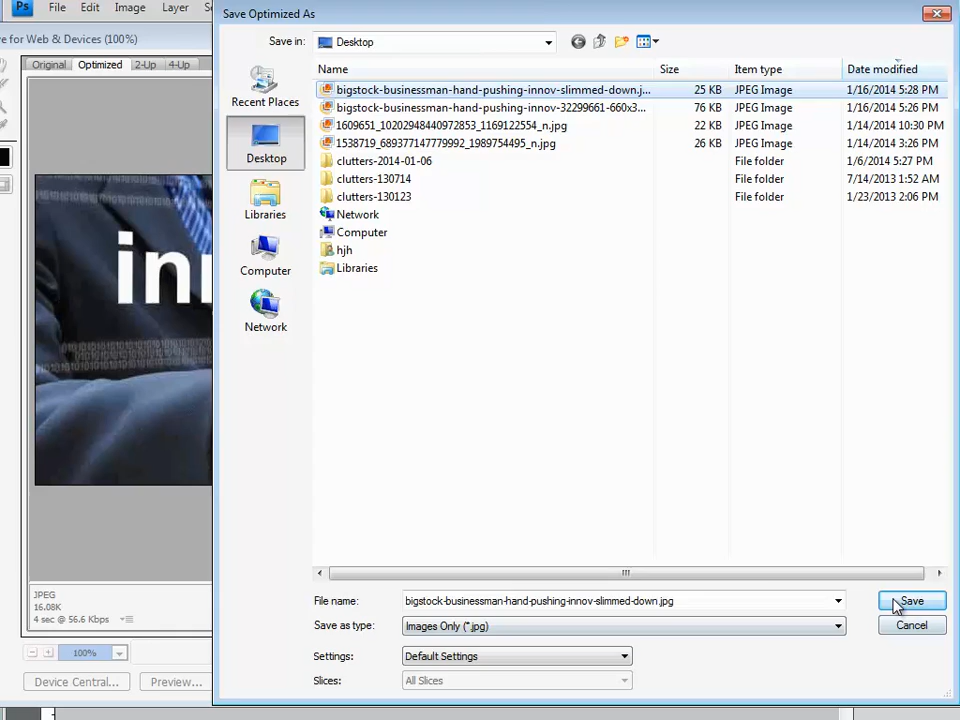 Ps File Edit Image Layer
Save Optimized As
ve for Web & Devices (100%)
Save in: Desktop
Original Optimized 2-Up 4-Up
Name Size Item type Date modified
bigstock-businessman-hand-pushing-innov-slimmed-down.j... 25 KB JPEG Image 1/16/2014 5:28 PM
bigstock-businessman-hand-pushing-innov-32299661-660x3... 76 KB JPEG Image 1/16/2014 5:26 PM
1609651_10202948440972853_1169122554_n.jpg 22 KB JPEG Image 1/14/2014 10:30 PM
1538719_689377147779992_1989754495_n.jpg 26 KB JPEG Image 1/14/2014 3:26 PM
clutters-2014-01-06 File folder 1/6/2014 5:27 PM
clutters-130714 File folder 7/14/2013 1:52 AM
clutters-130123 File folder 1/23/2013 2:06 PM
Network
Computer
hjh
Libraries
Recent Places
Desktop
Libraries
Computer
Network
inn
JPEG
16.08K
4 sec @ 56.6 Kbps
100%
Device Central... Preview...
File name: bigstock-businessman-hand-pushing-innov-slimmed-down.jpg Save
Save as type: Images Only (*.jpg) Cancel
Settings: Default Settings
Slices: All Slices